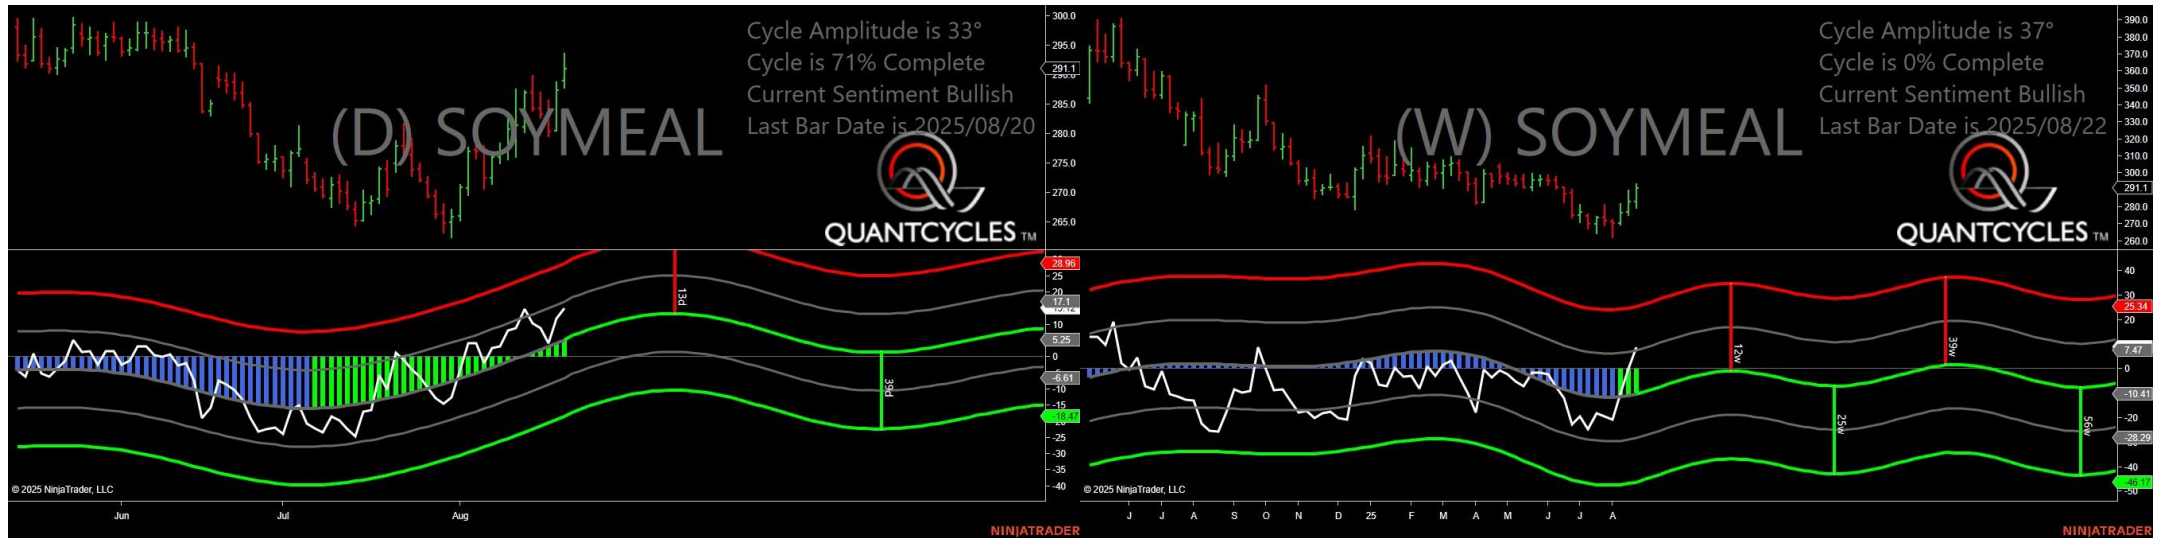 (D) SOYMEAL
Cycle Amplitude is 33°
Cycle is 71% Complete
Current Sentiment Bullish
Last Bar Date is 2025/08/20
QUANTCYCLES TM
300.0
295.0
291.1
285.0
280.0
275.0
270.0
265.0
28.96
25
20
17.1
10
5.25
0
-6.61
-10
-15
-18.47
-25
-30
-35
-40
13d
39d
© 2025 NinjaTrader, LLC
Jun
Jul
Aug
NINJATRADER
(W) SOYMEAL
Cycle Amplitude is 37°
Cycle is 0% Complete
Current Sentiment Bullish
Last Bar Date is 2025/08/22
QUANTCYCLES TM
390.0
380.0
370.0
360.0
350.0
340.0
330.0
320.0
310.0
300.0
291.1
280.0
270.0
260.0
40
30
25.34
20
7.47
0
-10.41
-20
-28.29
-40
-46.17
-50
12w
25w
39w
56w
© 2025 NinjaTrader, LLC
J J A S O N D 25 F M A M J J A
NINJATRADER